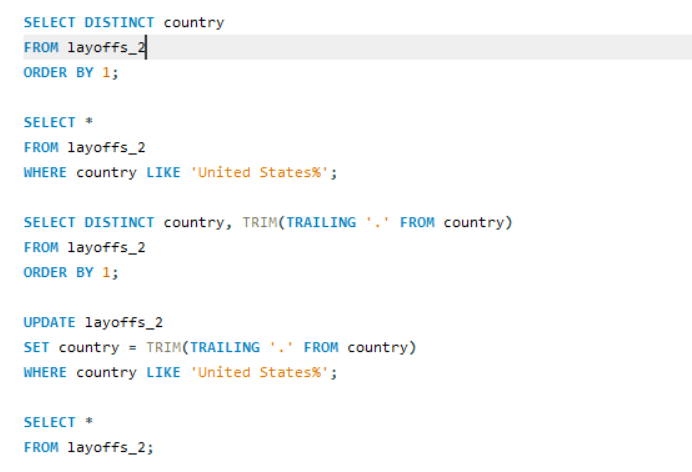 SELECT DISTINCT country
FROM layoffs_2
ORDER BY 1;
SELECT *
FROM layoffs_2
WHERE country LIKE 'United States%';
SELECT DISTINCT country, TRIM(TRAILING '.' FROM country)
FROM layoffs_2
ORDER BY 1;
UPDATE layoffs_2
SET country = TRIM(TRAILING '.' FROM country)
WHERE country LIKE 'United States%';
SELECT *
FROM layoffs_2;